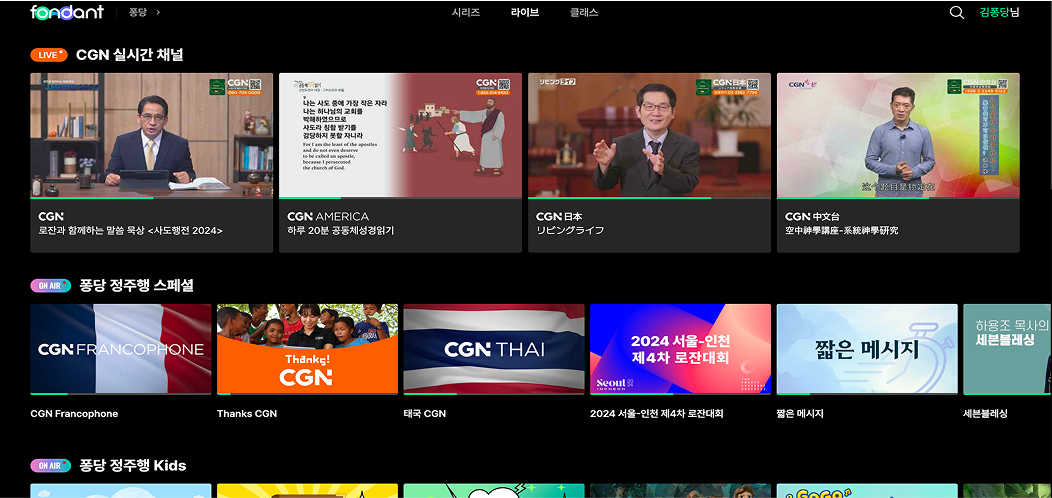 fondant
퐁당
시리즈
라이브
클래스
김퐁당님
LIVE
CGN 실시간 채널
CGN
CGN
나는 사도 중에 가장 작은 자라
나는 하나님의 교회를
박해하였으므로
사도라 칭함 받기를
감당하지 못할 자니라
For I am the least of the apostles
and do not even deserve
to be called an apostle,
because I persecuted
the church of God.
リビングライフ
CGN日本
CGN
CGN中文台
CGN
로잔과 함께하는 말씀 묵상 <사도행전 2024>
CGN AMERICA
하루 20분 공동체성경읽기
CGN 日本
リビングライフ
CGN 中文台
空中神學講座-系統神學研究
ON AIR
퐁당 정주행 스페셜
CGN FRANCOPHONE
Thanks!
CGN
CGN THAI
2024 서울-인천
제4차 로잔대회
Seoul
INCHEON
짧은 메시지
하용조 목사의
세븐블레싱
CGN Francophone
Thanks CGN
태국 CGN
2024 서울-인천 제4차 로잔대회
짧은 메시지
세븐블레싱
ON AIR
퐁당 정주행 Kids